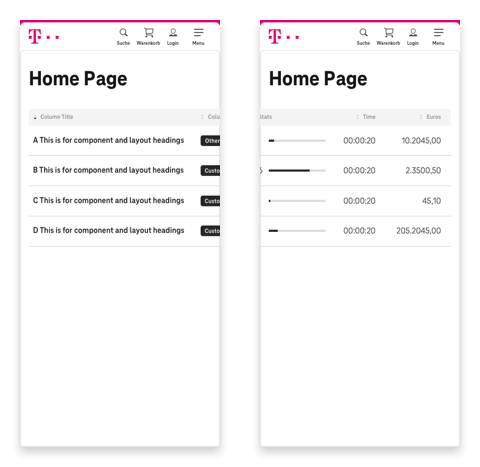 T
Suche Warenkorb Login Menu
Home Page
Column Title Colu
A This is for component and layout headings Other
B This is for component and layout headings Custo
C This is for component and layout headings Custo
D This is for component and layout headings Custo
T
Suche Warenkorb Login Menu
Home Page
Stats Time Euros
00:00:20 10.2045,00
00:00:20 2.3500,50
00:00:20 45,10
00:00:20 205.2045,00